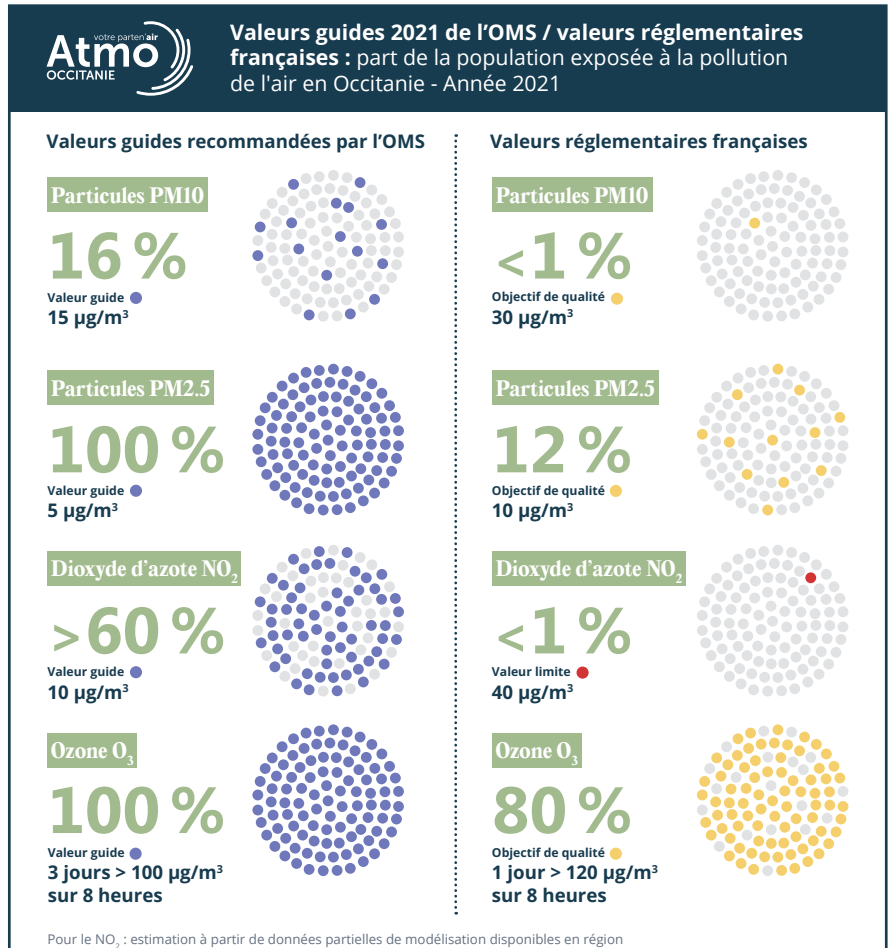 votre parten'air
Atmo
OCCITANIE
Valeurs guides 2021 de l'OMS / valeurs réglementaires
françaises : part de la population exposée à la pollution
de l'air en Occitanie - Année 2021
Valeurs guides recommandées par l'OMS
Particules PM10
16 %
Valeur guide
15 µg/m³
Particules PM2.5
100 %
Valeur guide
5 µg/m³
Dioxyde d'azote NO₂
>60 %
Valeur guide
10 µg/m³
Ozone O₃
100 %
Valeur guide
3 jours > 100 µg/m³
sur 8 heures
Valeurs réglementaires françaises
Particules PM10
<1 %
Objectif de qualité
30 µg/m³
Particules PM2.5
12 %
Objectif de qualité
10 µg/m³
Dioxyde d'azote NO₂
<1 %
Valeur limite
40 µg/m³
Ozone O₃
80 %
Objectif de qualité
1 jour > 120 µg/m³
sur 8 heures
Pour le NO₂ : estimation à partir de données partielles de modélisation disponibles en région